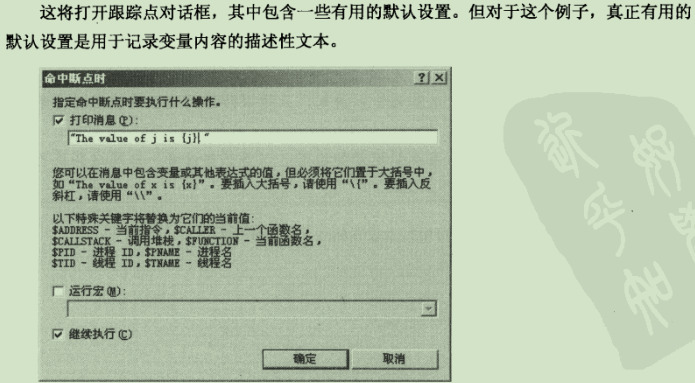 这将打开跟踪点对话框，其中包含一些有用的默认设置。但对于这个例子，真正有用的
默认设置是用于记录变量内容的描述性文本。
命中断点时
指定命中断点时要执行什么操作。
打印消息(P):
"The value of j is {j}"
您可以在消息中包含变量或其他表达式的值，但必须将它们置于大括号中，
如“The value of x is {x}”。要插入大括号，请使用“\{”。要插入反
斜杠，请使用“\\”。
以下特殊关键字将替换为它们的当前值:
$ADDRESS - 当前指令，$CALLER - 上一个函数名，
$CALLSTACK - 调用堆栈，$FUNCTION - 当前函数名，
$PID - 进程 ID，$PNAME - 进程名
$TID - 线程 ID，$TNAME - 线程名
运行宏(M):
继续执行(C)
确定 取消